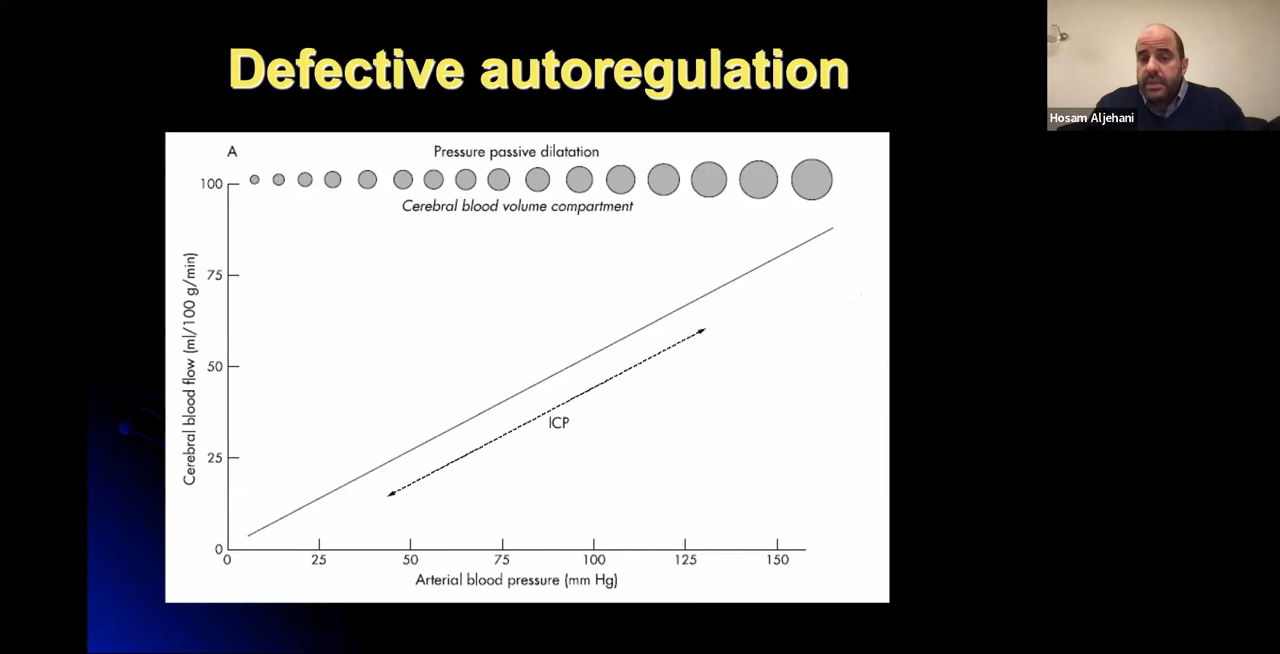 Defective autoregulation
Hosam Aljehani
A
Pressure passive dilatation
Cerebral blood volume compartment
100
75
50
25
0
Cerebral blood flow (ml/100 g/min)
ICP
0 25 50 75 100 125 150
Arterial blood pressure (mm Hg)